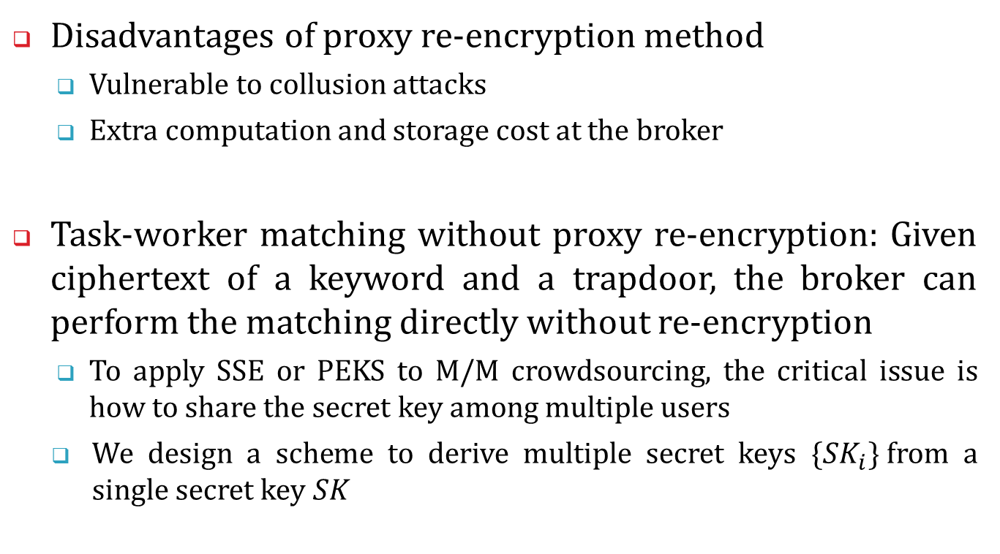 Disadvantages of proxy re-encryption method
Vulnerable to collusion attacks
Extra computation and storage cost at the broker
Task-worker matching without proxy re-encryption: Given
ciphertext of a keyword and a trapdoor, the broker can
perform the matching directly without re-encryption
To apply SSE or PEKS to M/M crowdsourcing, the critical issue is
how to share the secret key among multiple users
We design a scheme to derive multiple secret keys {SKᵢ} from a
single secret key SK